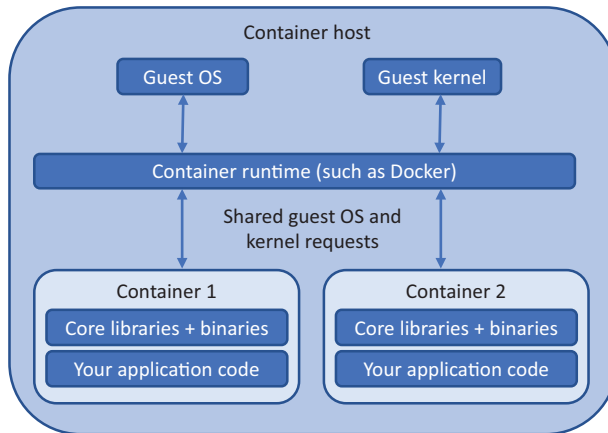 Container host
Guest OS
Guest kernel
Container runtime (such as Docker)
Shared guest OS and
kernel requests
Container 1
Core libraries + binaries
Your application code
Container 2
Core libraries + binaries
Your application code